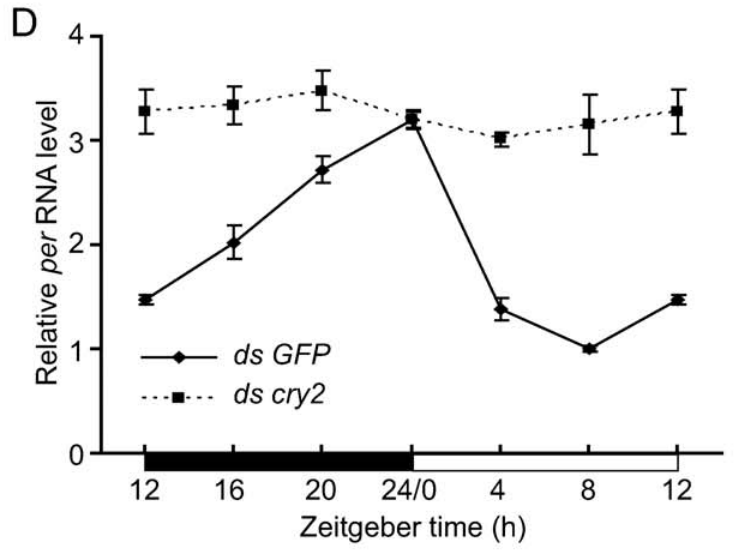 D
4
3
2
1
0
Relative per RNA level
ds GFP
ds cry2
12 16 20 24/0 4 8 12
Zeitgeber time (h)